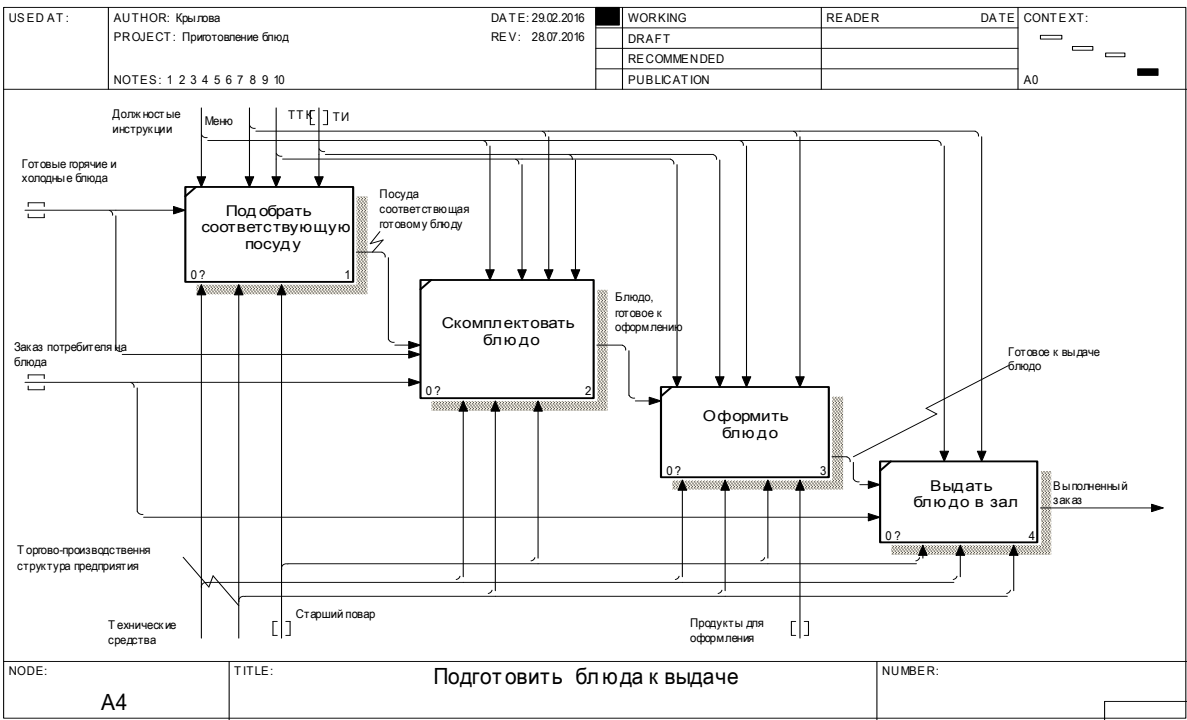 USED AT:
AUTHOR: Крылова
DATE: 29.02.2016
WORKING
READER
DATE
CONTEXT:
PROJECT: Приготовление блюд
REV: 28.07.2016
DRAFT
RECOMMENDED
NOTES: 1 2 3 4 5 6 7 8 9 10
PUBLICATION
A0
Должностые
инструкции
Меню
ТТК
ТИ
Готовые горячие и
холодные блюда
Подобрать
соответствующую
посуду
0?
1
Посуда
соответствющая
готовому блюду
Скомплектовать
блюдо
0?
2
Блюдо,
готовое к
оформлению
Заказ потребителя на
блюда
Готовое к выдаче
блюдо
Оформить
блюдо
0?
3
Выдать
блюдо в зал
0?
4
Выполненный
заказ
Торгово-производствення
структура предприятия
Технические
средства
Старший повар
Продукты для
оформления
NODE:
TITLE:
NUMBER:
A4
Подготовить блюда к выдаче